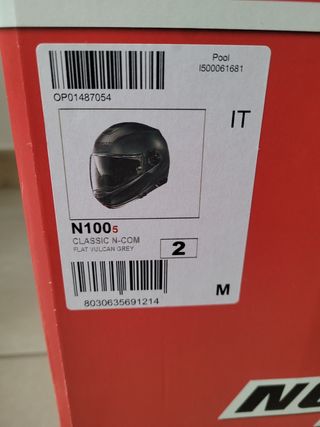 Pool
I500061681
OP01487054
IT
N1005
CLASSIC N-COM
FLAT VULCAN GREY
2
8030635691214
M